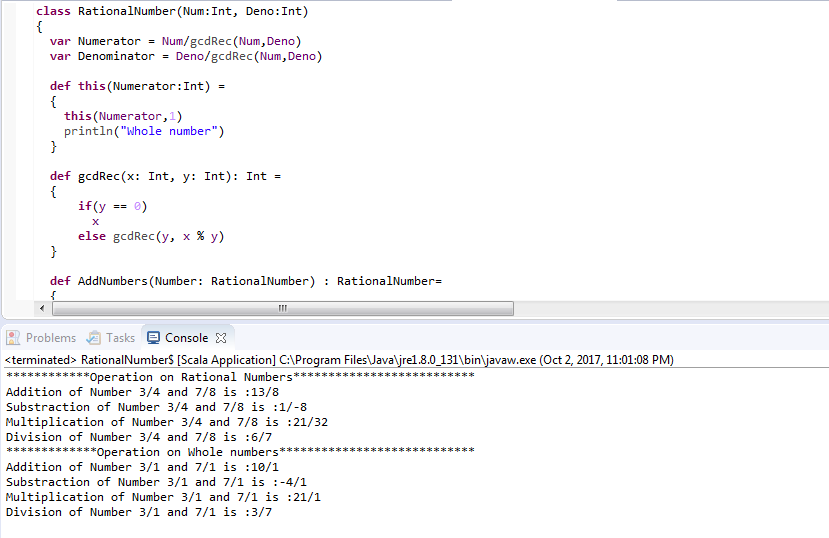 class RationalNumber(Num:Int, Deno:Int)
{
var Numerator = Num/gcdRec(Num,Deno)
var Denominator = Deno/gcdRec(Num,Deno)
def this(Numerator:Int) =
{
this(Numerator,1)
println("Whole number")
}
def gcdRec(x: Int, y: Int): Int =
{
if(y == 0)
x
else gcdRec(y, x % y)
}
def AddNumbers(Number: RationalNumber) : RationalNumber=
{
Problems Tasks Console
<terminated> RationalNumber$ [Scala Application] C:\Program Files\Java\jre1.8.0_131\bin\javaw.exe (Oct 2, 2017, 11:01:08 PM)
************Operation on Rational Numbers**************************
Addition of Number 3/4 and 7/8 is :13/8
Substraction of Number 3/4 and 7/8 is :1/-8
Multiplication of Number 3/4 and 7/8 is :21/32
Division of Number 3/4 and 7/8 is :6/7
*************Operation on Whole numbers****************************
Addition of Number 3/1 and 7/1 is :10/1
Substraction of Number 3/1 and 7/1 is :-4/1
Multiplication of Number 3/1 and 7/1 is :21/1
Division of Number 3/1 and 7/1 is :3/7